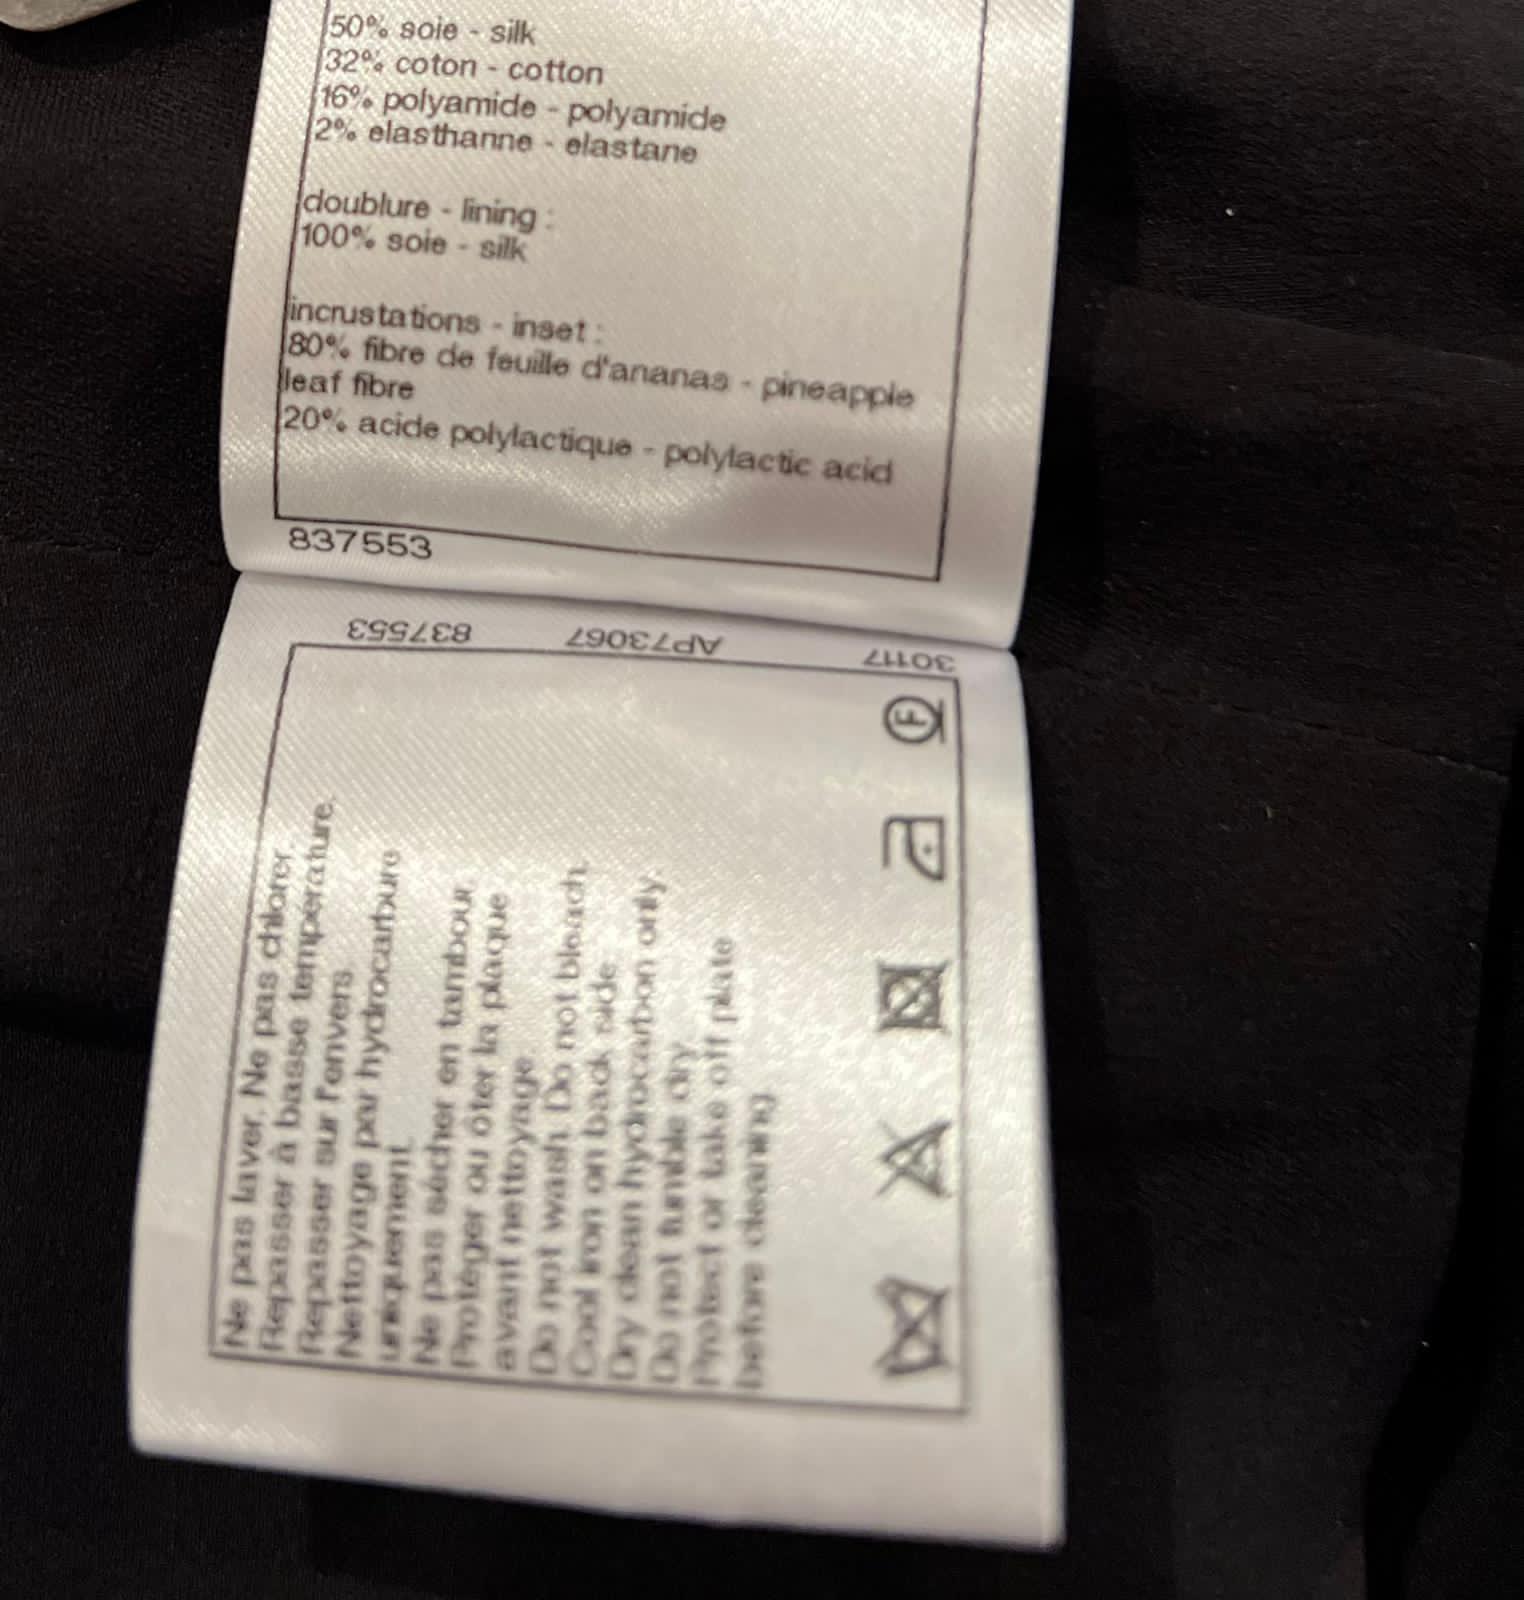 50% soie - silk
32% coton - cotton
16% polyamide - polyamide
2% elasthanne - elastane
doublure - lining :
100% soie - silk
incrustations - inset :
80% fibre de feuille d'ananas - pineapple
leaf fibre
20% acide polylactique - polylactic acid
837553
30117 AP73067 837553
Ne pas laver. Ne pas chlorer.
Repasser à basse température.
Repasser sur l'envers.
Nettoyage par hydrocarbure
uniquement.
Ne pas sécher en tambour.
Protéger ou ôter la plaque
avant nettoyage.
Do not wash. Do not bleach.
Cool iron on back side.
Dry clean hydrocarbon only.
Do not tumble dry.
Protect or take off plate
before cleaning.
F